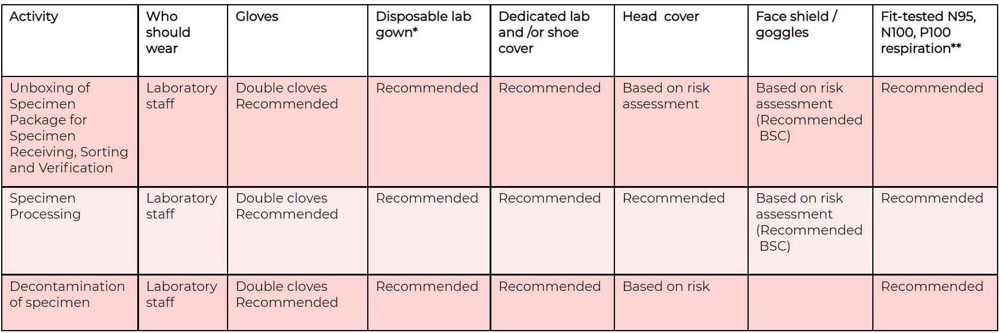 Activity
Who
should
wear
Gloves
Disposable lab
gown*
Dedicated lab
and /or shoe
cover
Head  cover
Face shield /
goggles
Fit-tested N95,
N100, P100
respiration**
Unboxing of
Specimen
Package for
Specimen
Receiving, Sorting
and Verification
Laboratory
staff
Double cloves
Recommended
Recommended
Recommended
Based on risk
assessment
Based on risk
assessment
(Recommended
BSC)
Recommended
Specimen
Processing
Laboratory
staff
Double cloves
Recommended
Recommended
Recommended
Recommended
Based on risk
assessment
(Recommended
BSC)
Recommended
Decontamination
of specimen
Laboratory
staff
Double cloves
Recommended
Recommended
Recommended
Based on risk
Recommended